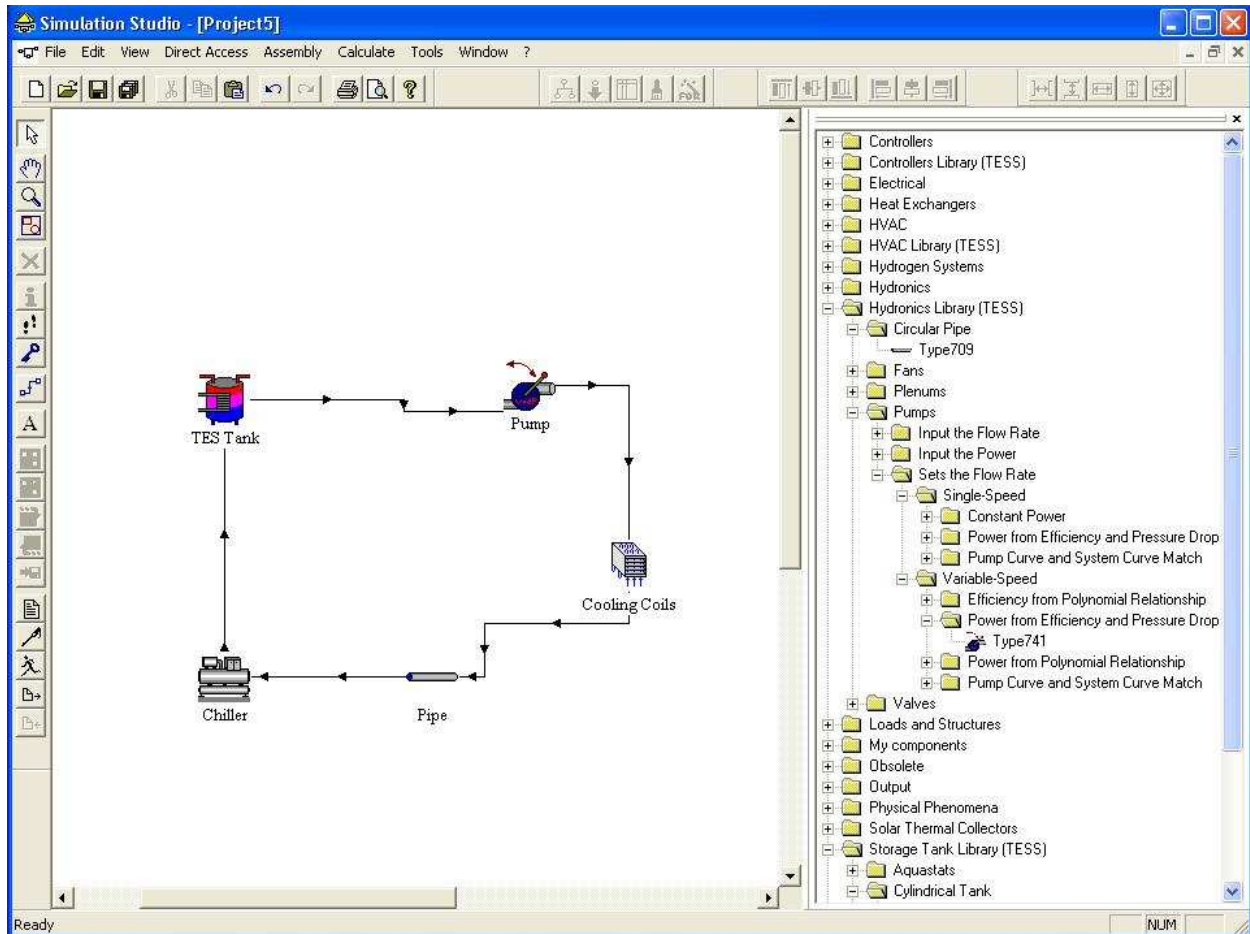 Simulation Studio - [Project5]
File Edit View Direct Access Assembly Calculate Tools Window ?
A
TES Tank
Pump
Cooling Coils
Chiller
Pipe
Controllers
Controllers Library (TESS)
Electrical
Heat Exchangers
HVAC
HVAC Library (TESS)
Hydrogen Systems
Hydronics
Hydronics Library (TESS)
Circular Pipe
Type709
Fans
Plenums
Pumps
Input the Flow Rate
Input the Power
Sets the Flow Rate
Single-Speed
Constant Power
Power from Efficiency and Pressure Drop
Pump Curve and System Curve Match
Variable-Speed
Efficiency from Polynomial Relationship
Power from Efficiency and Pressure Drop
Type741
Power from Polynomial Relationship
Pump Curve and System Curve Match
Valves
Loads and Structures
My components
Obsolete
Output
Physical Phenomena
Solar Thermal Collectors
Storage Tank Library (TESS)
Aquastats
Cylindrical Tank
Ready
NUM